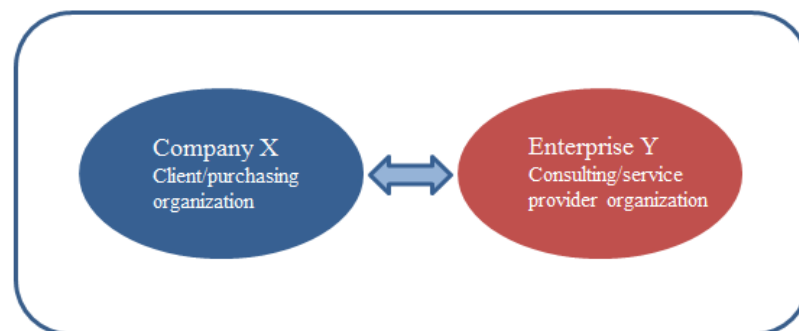 Company X
Client/purchasing
organization
Enterprise Y
Consulting/service
provider organization